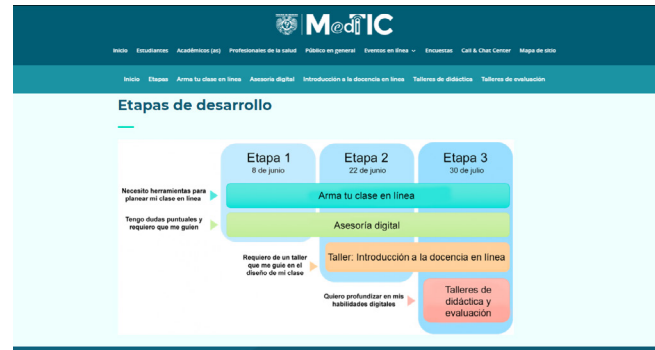 MediTIC
Inicio Estudiantes Académicos (as) Profesionales de la salud Público en general Eventos en línea Encuestas Call & Chat Center Mapa de sitio
Inicio Etapas Arma tu clase en línea Asesoría digital Introducción a la docencia en línea Talleres de didáctica Talleres de evaluación
Etapas de desarrollo
Etapa 1 Etapa 2 Etapa 3
8 de junio 22 de junio 30 de julio
Necesito herramientas para
planear mi clase en línea
Arma tu clase en línea
Tengo dudas puntuales y
requiero que me guíen
Asesoría digital
Requiero de un taller
que me guíe en el
diseño de mi clase
Taller: Introducción a la docencia en línea
Quiero profundizar en mis
habilidades digitales
Talleres de
didáctica y
evaluación